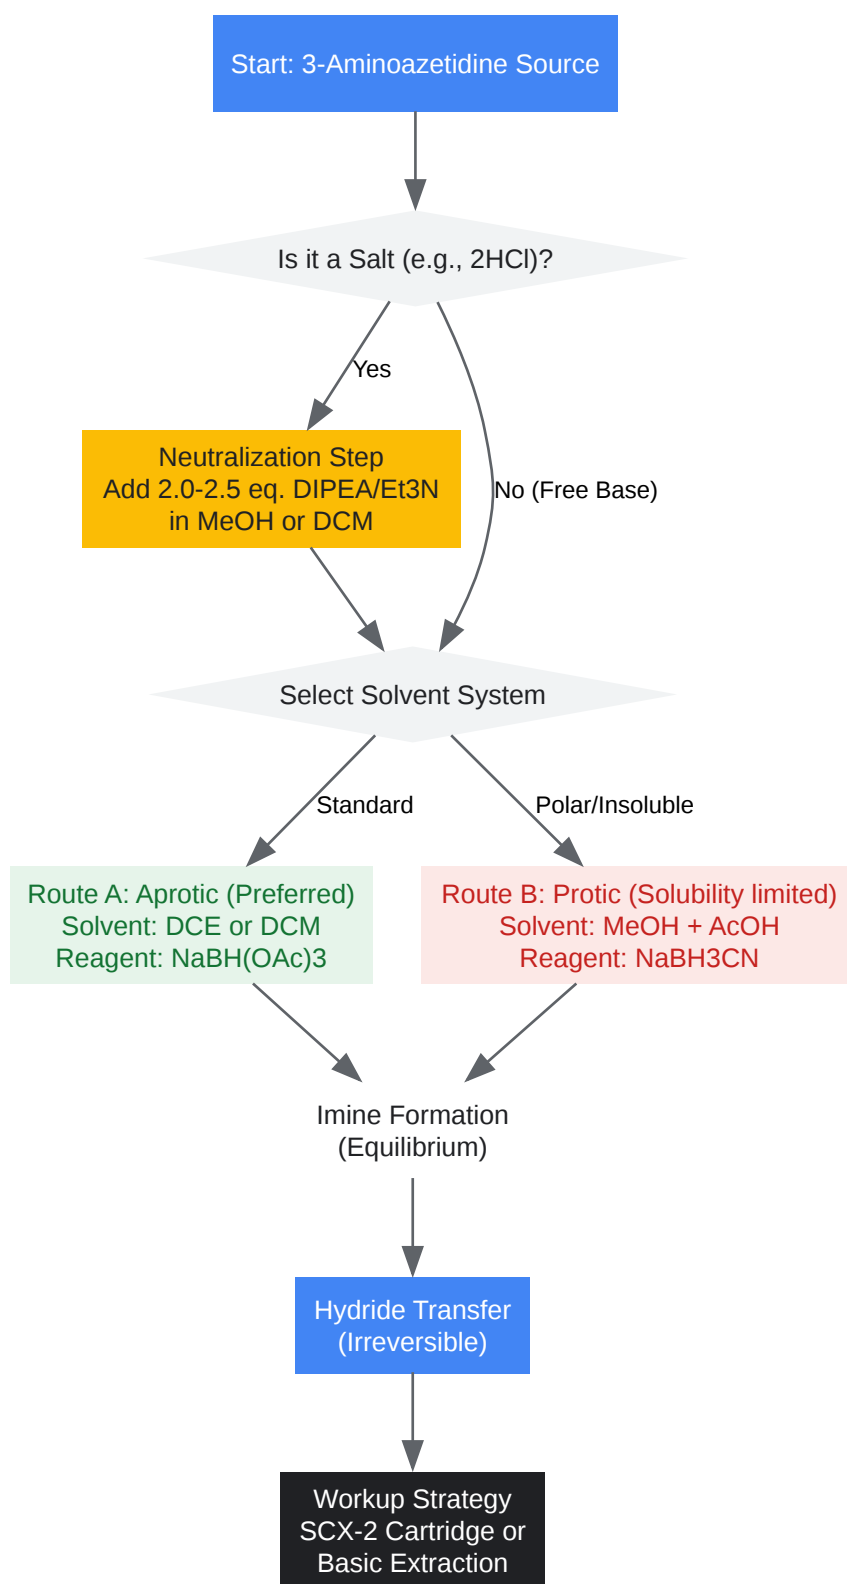 Start: 3-Aminoazetidine Source
Is it a Salt (e.g., 2HCl)?
Yes
Neutralization Step
Add 2.0-2.5 eq. DIPEA/Et3N
in MeOH or DCM
No (Free Base)
Select Solvent System
Standard
Polar/Insoluble
Route A: Aprotic (Preferred)
Solvent: DCE or DCM
Reagent: NaBH(OAc)3
Route B: Protic (Solubility limited)
Solvent: MeOH + AcOH
Reagent: NaBH3CN
Imine Formation
(Equilibrium)
Hydride Transfer
(Irreversible)
Workup Strategy
SCX-2 Cartridge or
Basic Extraction